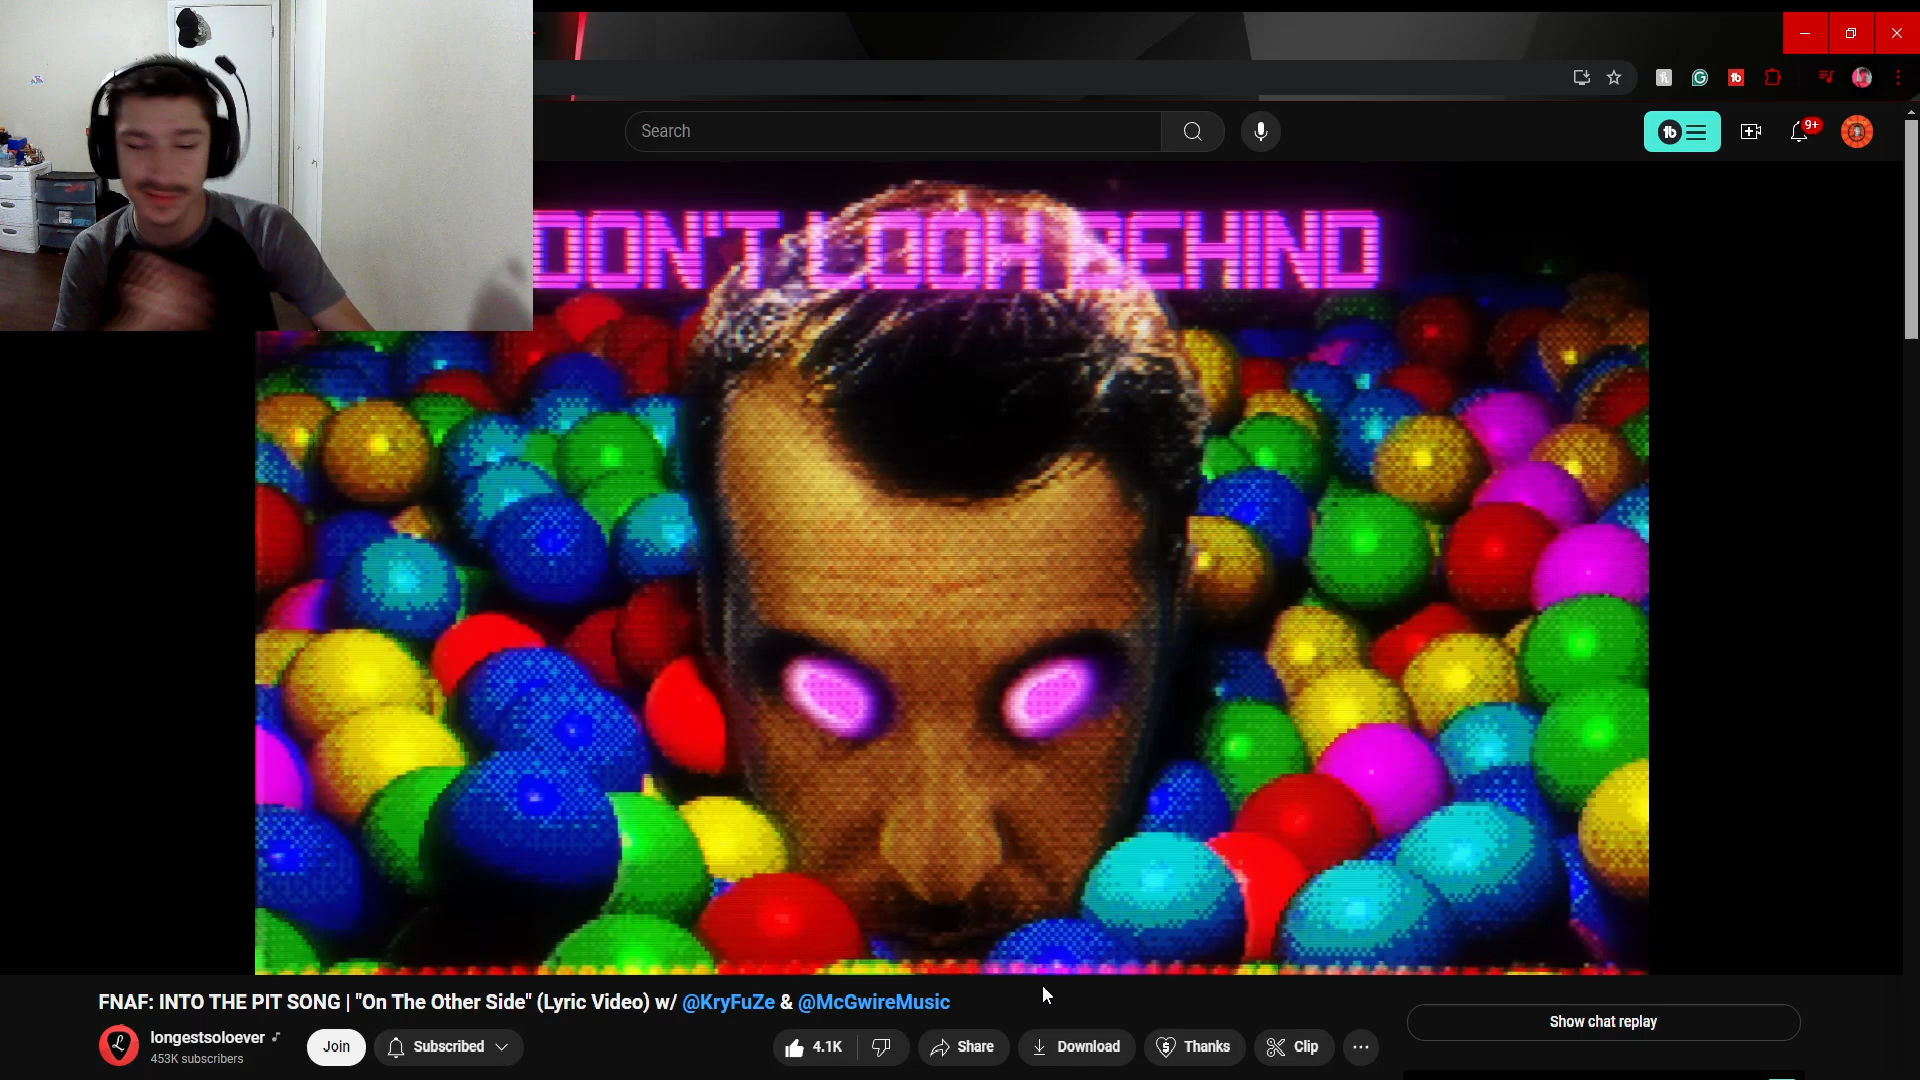 Search
9+
DON'T LOOK BEHIND
FNAF: INTO THE PIT SONG | "On The Other Side" (Lyric Video) w/ @KryFuZe & @McGwireMusic
longestsoloever
453K subscribers
Join
Subscribed
4.1K
Share
Download
Thanks
Clip
Show chat replay